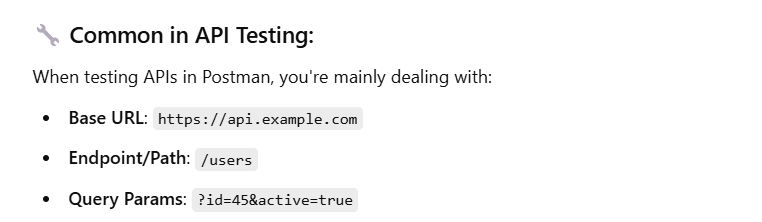 🔧 Common in API Testing:
When testing APIs in Postman, you're mainly dealing with:
• Base URL: https://api.example.com
• Endpoint/Path: /users
• Query Params: ?id=45&active=true